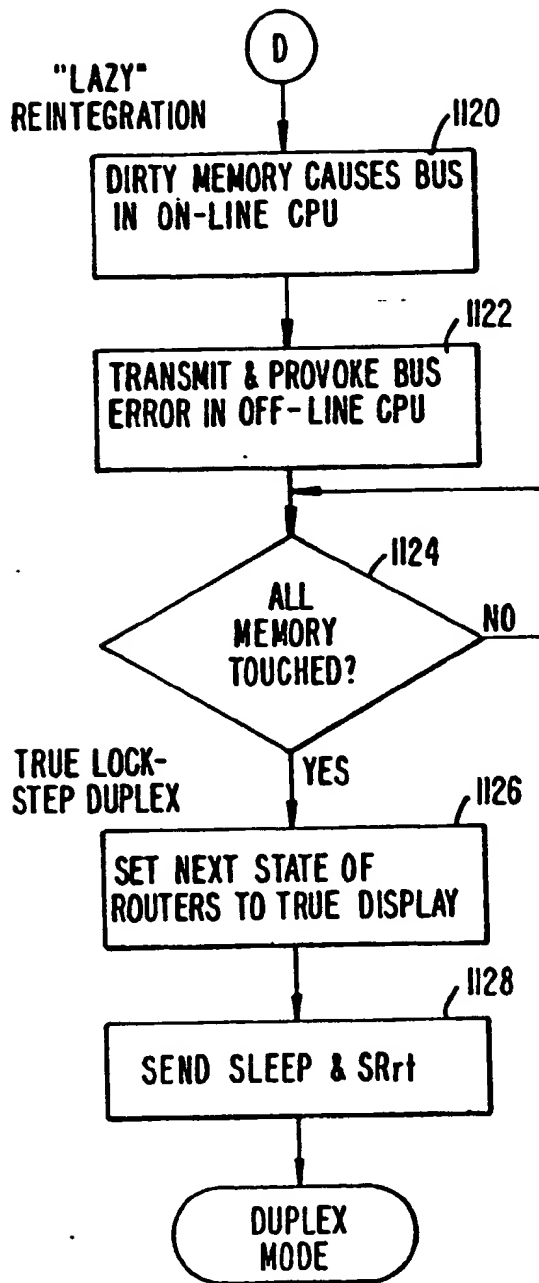 D
"LAZY"
REINTEGRATION
1120
DIRTY MEMORY CAUSES BUS
IN ON-LINE CPU
1122
TRANSMIT & PROVOKE BUS
ERROR IN OFF-LINE CPU
1124
ALL
MEMORY
TOUCHED?
NO
TRUE LOCK-
STEP DUPLEX
YES
1126
SET NEXT STATE OF
ROUTERS TO TRUE DISPLAY
1128
SEND SLEEP & SRrt
DUPLEX
MODE